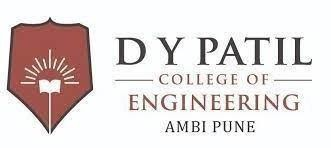 D Y PATIL
COLLEGE OF
ENGINEERING
AMBI PUNE